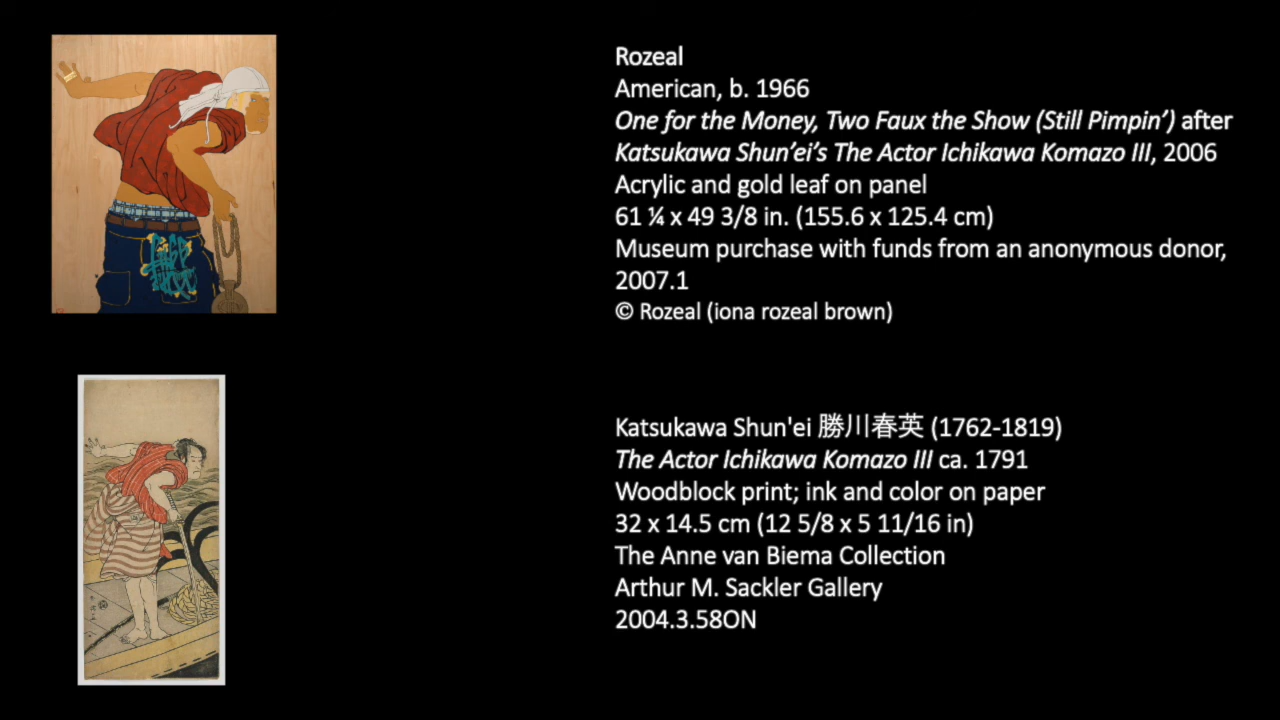 Rozeal
American, b. 1966
One for the Money, Two Faux the Show (Still Pimpin’) after
Katsukawa Shun’ei’s The Actor Ichikawa Komazo III, 2006
Acrylic and gold leaf on panel
61 ¼ x 49 3/8 in. (155.6 x 125.4 cm)
Museum purchase with funds from an anonymous donor,
2007.1
© Rozeal (iona rozeal brown)
Katsukawa Shun'ei 勝川春英 (1762-1819)
The Actor Ichikawa Komazo III ca. 1791
Woodblock print; ink and color on paper
32 x 14.5 cm (12 5/8 x 5 11/16 in)
The Anne van Biema Collection
Arthur M. Sackler Gallery
2004.3.58ON